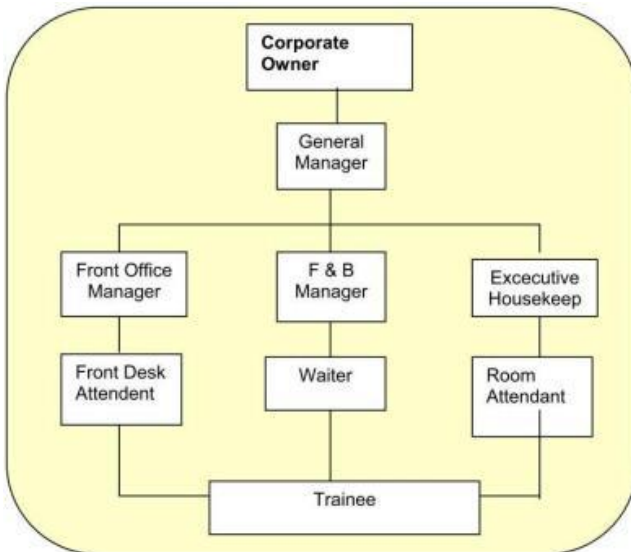 Corporate
Owner
General
Manager
Front Office
Manager
F & B
Manager
Excecutive
Housekeep
Front Desk
Attendent
Waiter
Room
Attendant
Trainee